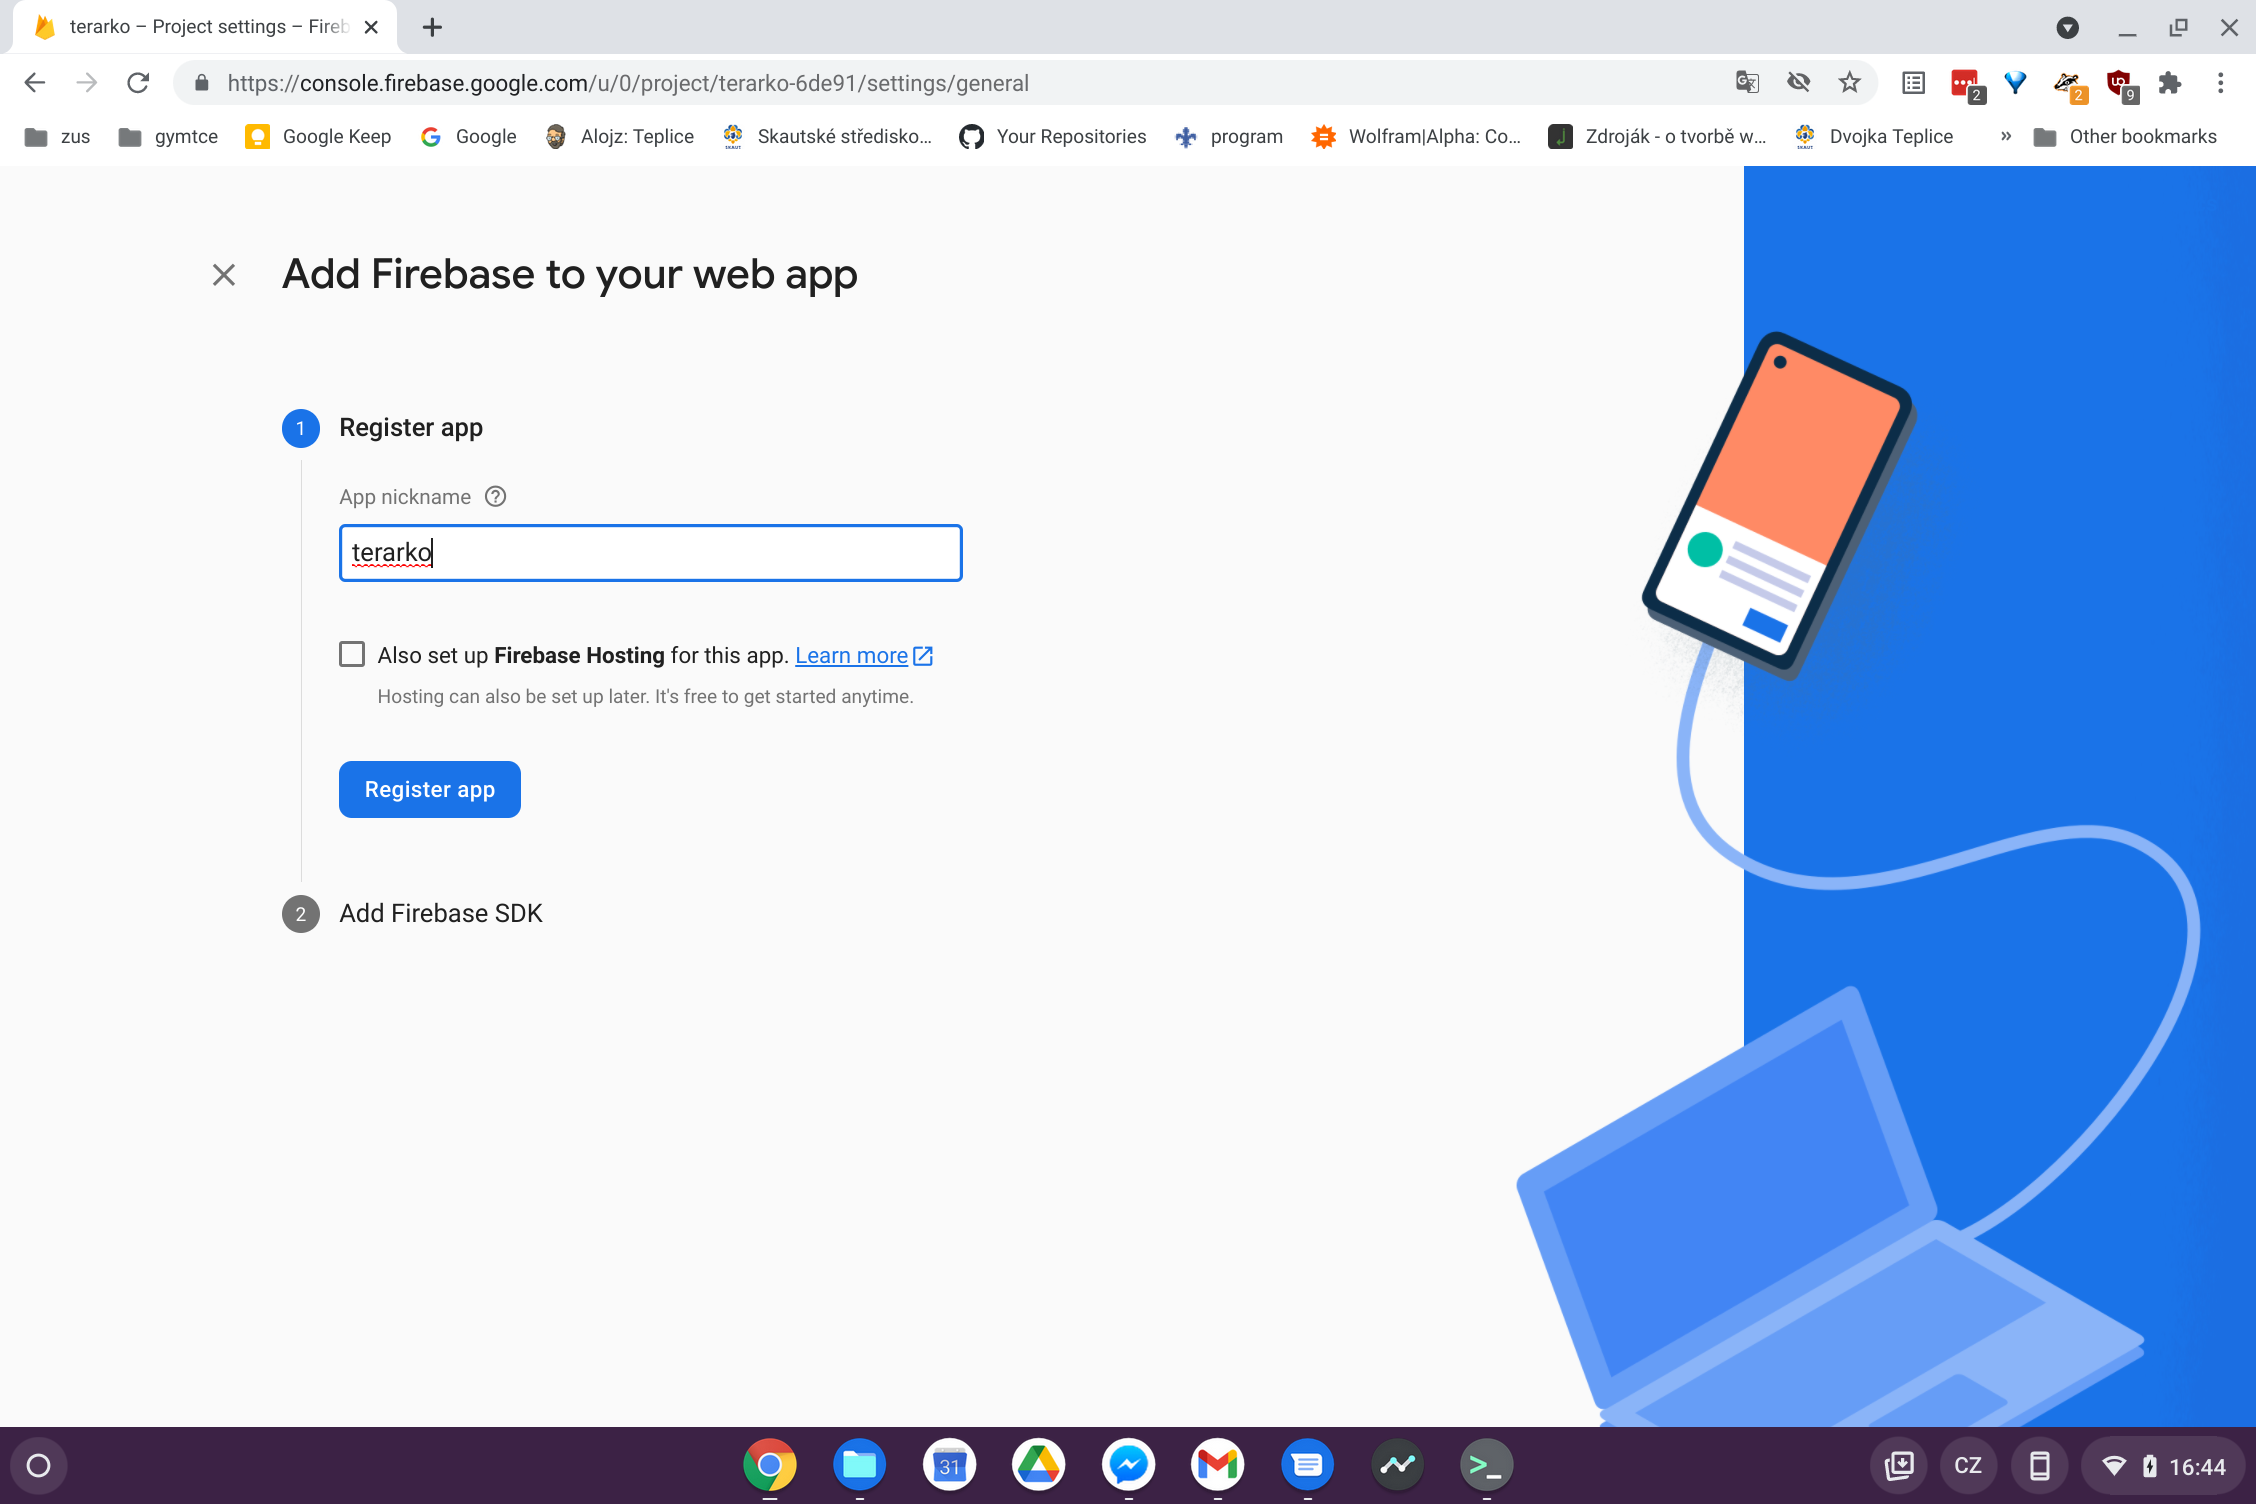 terarko – Project settings – Fireb
https://console.firebase.google.com/u/0/project/terarko-6de91/settings/general
2
2
UP
9
zus
gymtce
Google Keep
Google
Alojz: Teplice
Skautské středisko...
Your Repositories
program
Wolfram|Alpha: Co...
Zdroják - o tvorbě w...
Dvojka Teplice
»
Other bookmarks
Add Firebase to your web app
1 Register app
App nickname
terarko
Also set up Firebase Hosting for this app. Learn more
Hosting can also be set up later. It's free to get started anytime.
Register app
2 Add Firebase SDK
31
>_
CZ
16:44